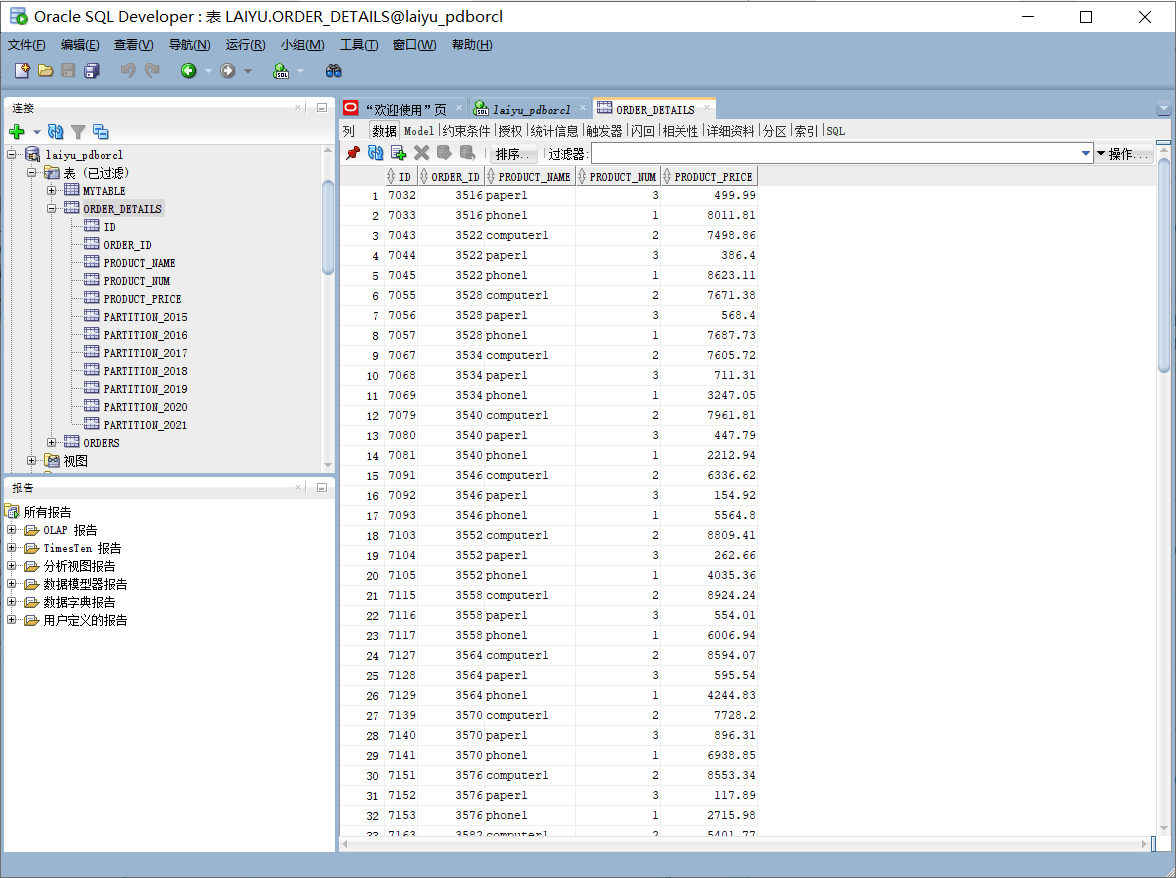 Oracle SQL Developer : 表 LAIYU.ORDER_DETAILS@laiyu_pdborcl
文件(F) 编辑(E) 查看(V) 导航(N) 运行(R) 小组(M) 工具(T) 窗口(W) 帮助(H)
连接
laiyu_pdborcl
表 (已过滤)
MYTABLE
ORDER_DETAILS
ID
ORDER_ID
PRODUCT_NAME
PRODUCT_NUM
PRODUCT_PRICE
PARTITION_2015
PARTITION_2016
PARTITION_2017
PARTITION_2018
PARTITION_2019
PARTITION_2020
PARTITION_2021
ORDERS
视图
报告
所有报告
OLAP 报告
TimesTen 报告
分析视图报告
数据模型器报告
数据字典报告
用户定义的报告
“欢迎使用”页 laiyu_pdborcl ORDER_DETAILS
列 数据 Model 约束条件 授权 统计信息 触发器 闪回 相关性 详细资料 分区 索引 SQL
排序.. 过滤器: 操作...
ID ORDER_ID PRODUCT_NAME PRODUCT_NUM PRODUCT_PRICE
1 7032 3516 paper1 3 499.99
2 7033 3516 phone1 1 8011.81
3 7043 3522 computer1 2 7498.86
4 7044 3522 paper1 3 386.4
5 7045 3522 phone1 1 8623.11
6 7055 3528 computer1 2 7671.38
7 7056 3528 paper1 3 568.4
8 7057 3528 phone1 1 7687.73
9 7067 3534 computer1 2 7605.72
10 7068 3534 paper1 3 711.31
11 7069 3534 phone1 1 3247.05
12 7079 3540 computer1 2 7961.81
13 7080 3540 paper1 3 447.79
14 7081 3540 phone1 1 2212.94
15 7091 3546 computer1 2 6336.62
16 7092 3546 paper1 3 154.92
17 7093 3546 phone1 1 5564.8
18 7103 3552 computer1 2 8809.41
19 7104 3552 paper1 3 262.66
20 7105 3552 phone1 1 4035.36
21 7115 3558 computer1 2 8924.24
22 7116 3558 paper1 3 554.01
23 7117 3558 phone1 1 6006.94
24 7127 3564 computer1 2 8594.07
25 7128 3564 paper1 3 595.54
26 7129 3564 phone1 1 4244.83
27 7139 3570 computer1 2 7728.2
28 7140 3570 paper1 3 896.31
29 7141 3570 phone1 1 6938.85
30 7151 3576 computer1 2 8553.34
31 7152 3576 paper1 3 117.89
32 7153 3576 phone1 1 2715.98
33 7163 3582 computer1 2 5401.77